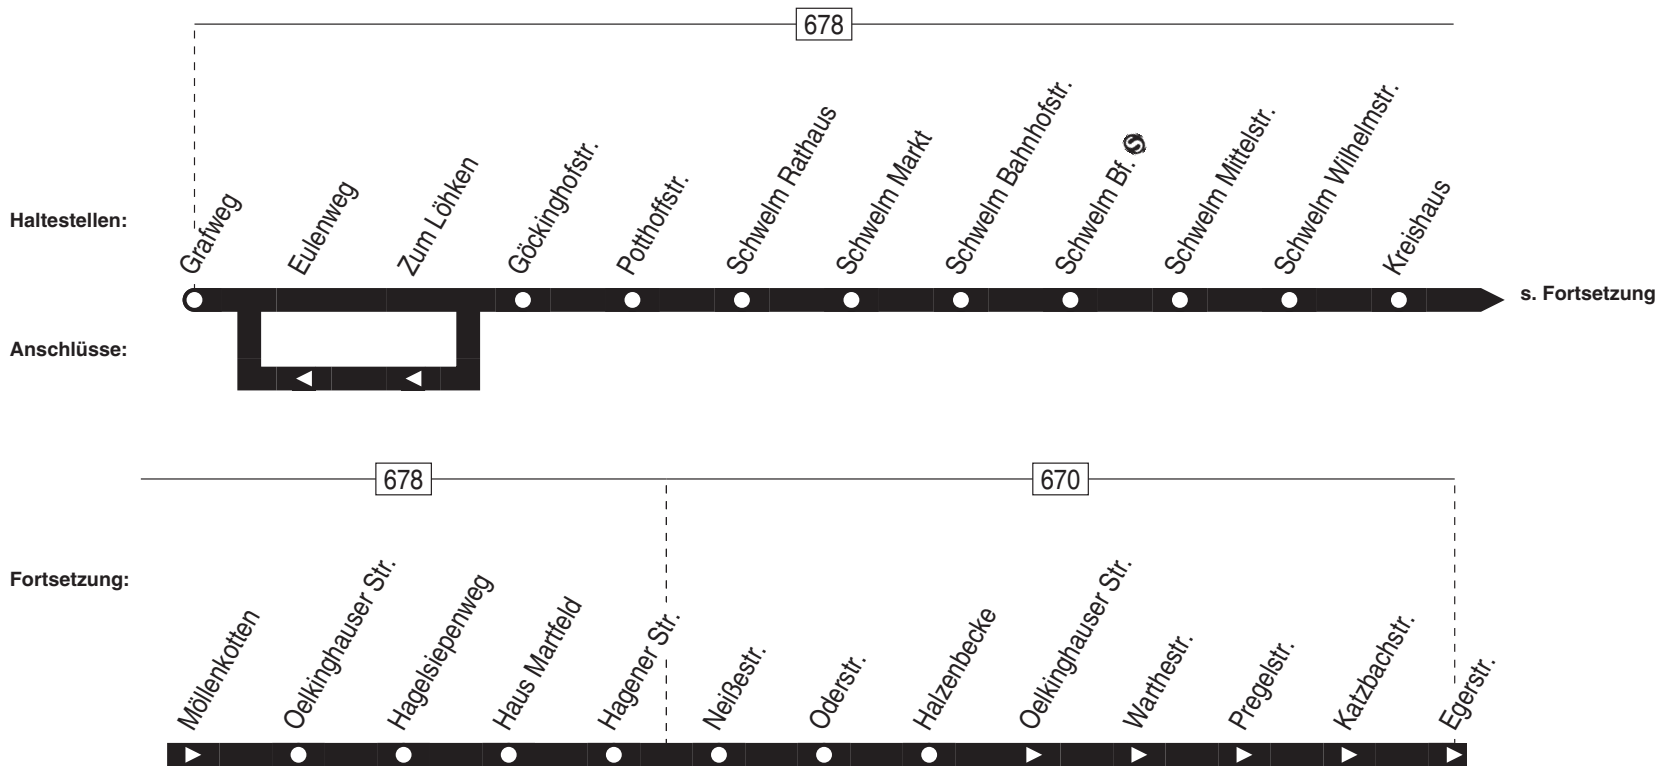 678
Haltestellen:
Grafweg
Eulenweg
Zum Löhken
Göckinghofstr.
Potthoffstr.
Schwelm Rathaus
Schwelm Markt
Schwelm Bahnhofstr.
Schwelm Bf. S
Schwelm Mittelstr.
Schwelm Wilhelmstr.
Kreishaus
s. Fortsetzung
Anschlüsse:
678
670
Fortsetzung:
Möllenkotten
Oelkinghauser Str.
Hagelsiepenweg
Haus Martfeld
Hagener Str.
Neißestr.
Oderstr.
Halzenbecke
Oelkinghauser Str.
Warthestr.
Pregelstr.
Katzbachstr.
Egerstr.